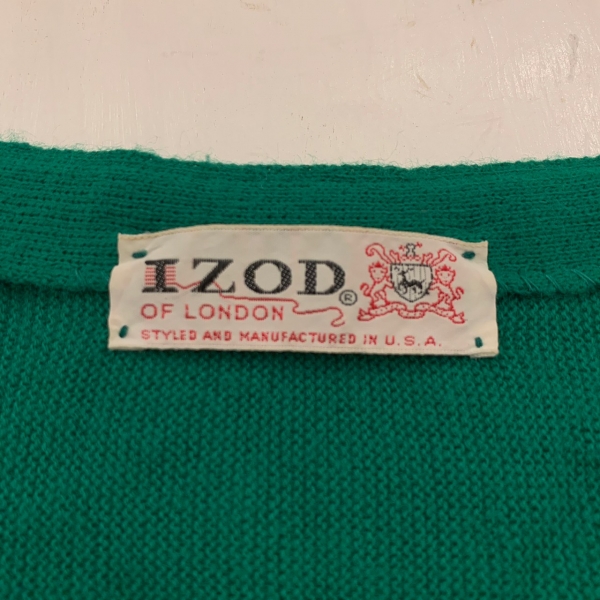 IZOD®
OF LONDON
STYLED AND MANUFACTURED IN U.S.A.